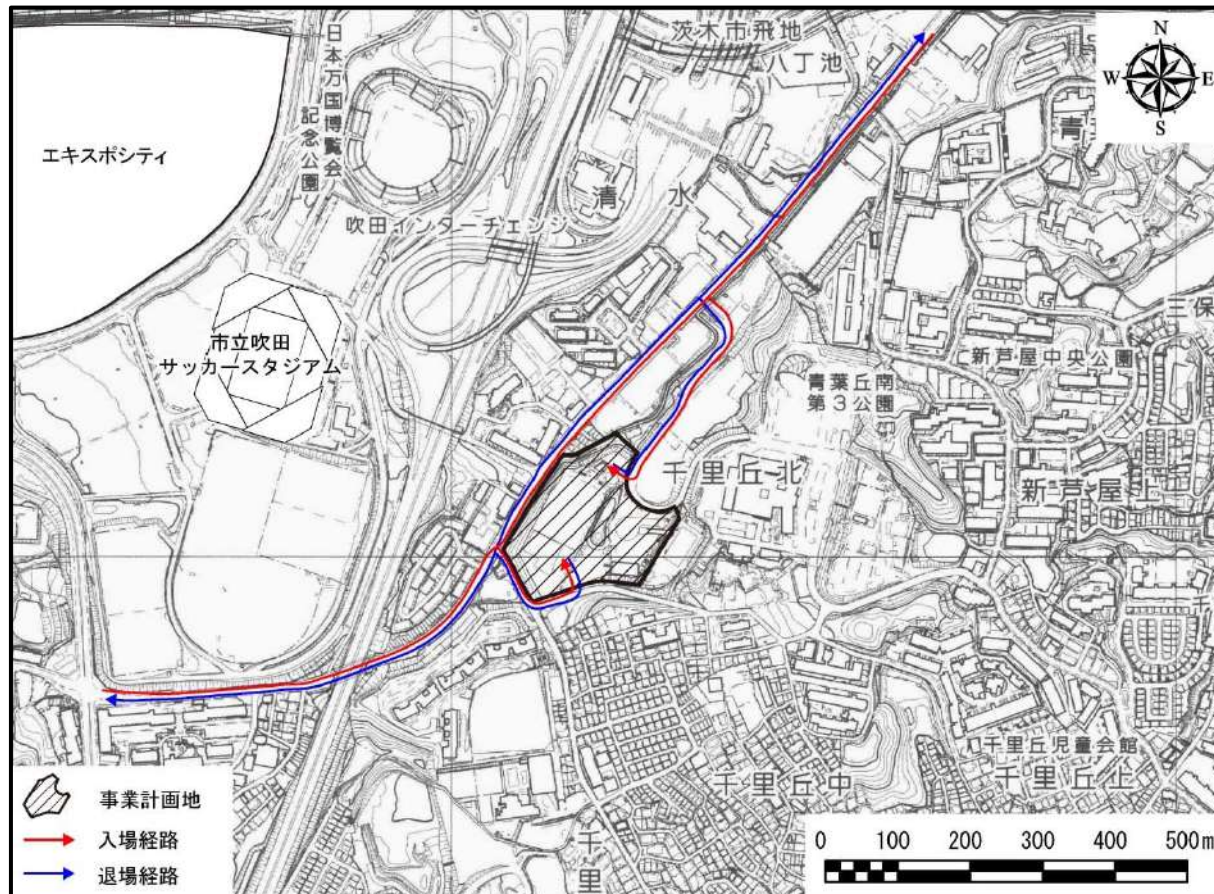 日本万国博覧会
記念公園
茨木市飛地
八丁池
N
W
E
S
青
エキスポシティ
清水
吹田インターチェンジ
三保
市立吹田
サッカースタジアム
新芦屋中央公園
青葉丘南
第3公園
千里丘北
新芦屋上
千
千里丘児童会館
千里丘中
千里丘上
千里
事業計画地
入場経路
退場経路
0 100 200 300 400 500m